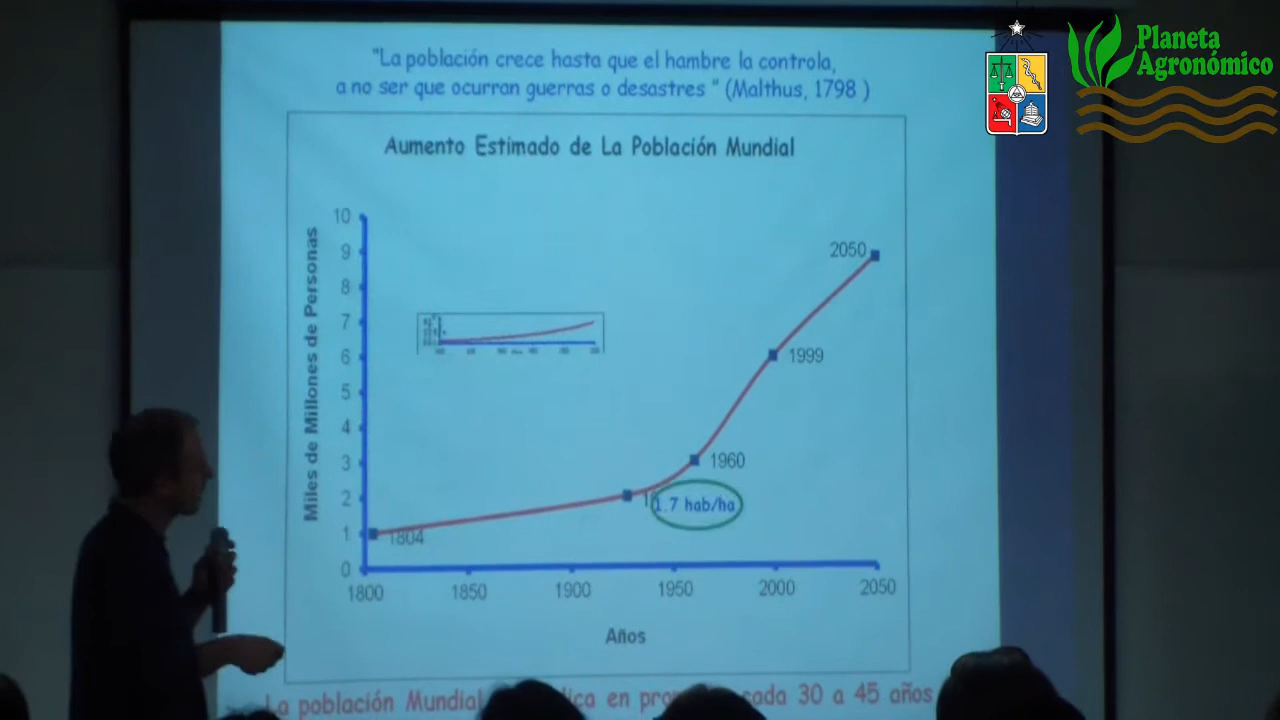 "La población crece hasta que el hambre la controla,
a no ser que ocurran guerras o desastres " (Malthus, 1798 )
Planeta
Agronómico
Aumento Estimado de La Población Mundial
Miles de Millones de Personas
10
9
8
7
6
5
4
3
2
1
0
2050
1999
1960
1.7 hab/ha
1804
1800 1850 1900 1950 2000 2050
Años
La población Mundial en cada 30 a 45 años